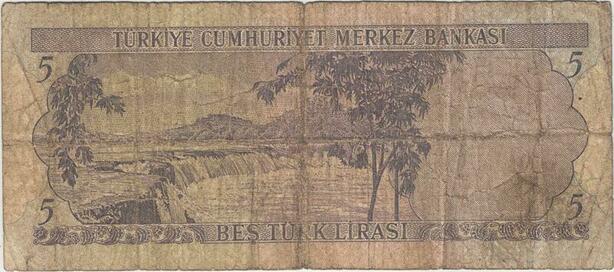 TÜRKİYE CUMHURİYET MERKEZ BANKASI
5 5
5 5
BEŞ TÜRK LİRASI